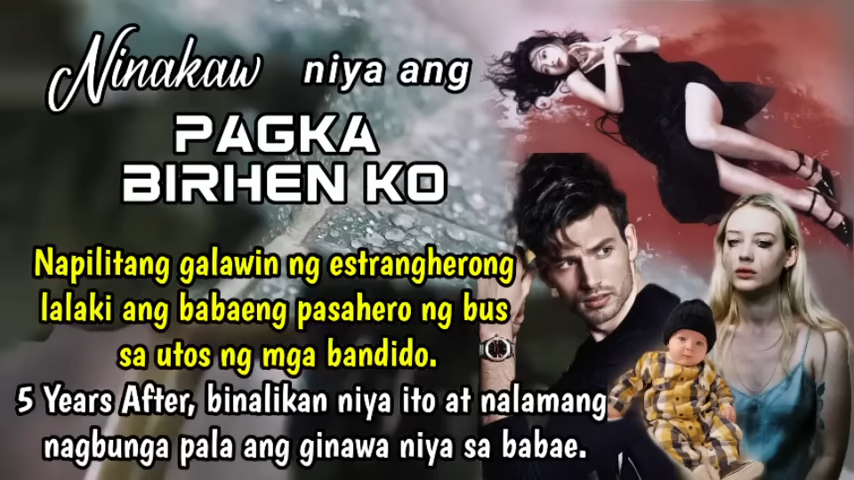 Ninakaw niya ang
PAGKA
BIRHEN KO
Napilitang galawin ng estrangherong
lalaki ang babaeng pasahero ng bus
sa utos ng mga bandido.
5 Years After, binalikan niya ito at nalamang
nagbunga pala ang ginawa niya sa babae.